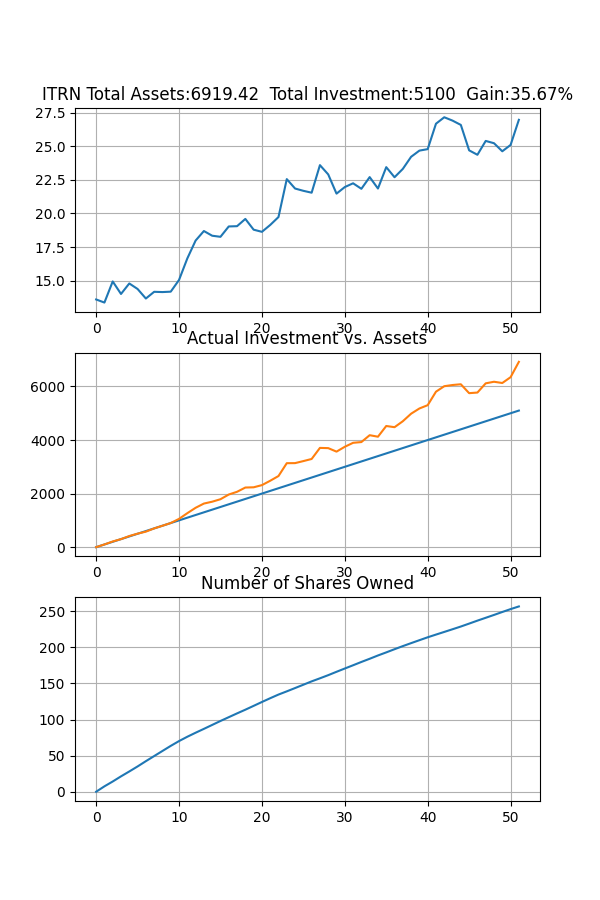 ITRN Total Assets:6919.42  Total Investment:5100  Gain:35.67%
27.5
25.0
22.5
20.0
17.5
15.0
0 10 20 30 40 50
Actual Investment vs. Assets
6000
4000
2000
0
0 10 20 30 40 50
Number of Shares Owned
250
200
150
100
50
0
0 10 20 30 40 50